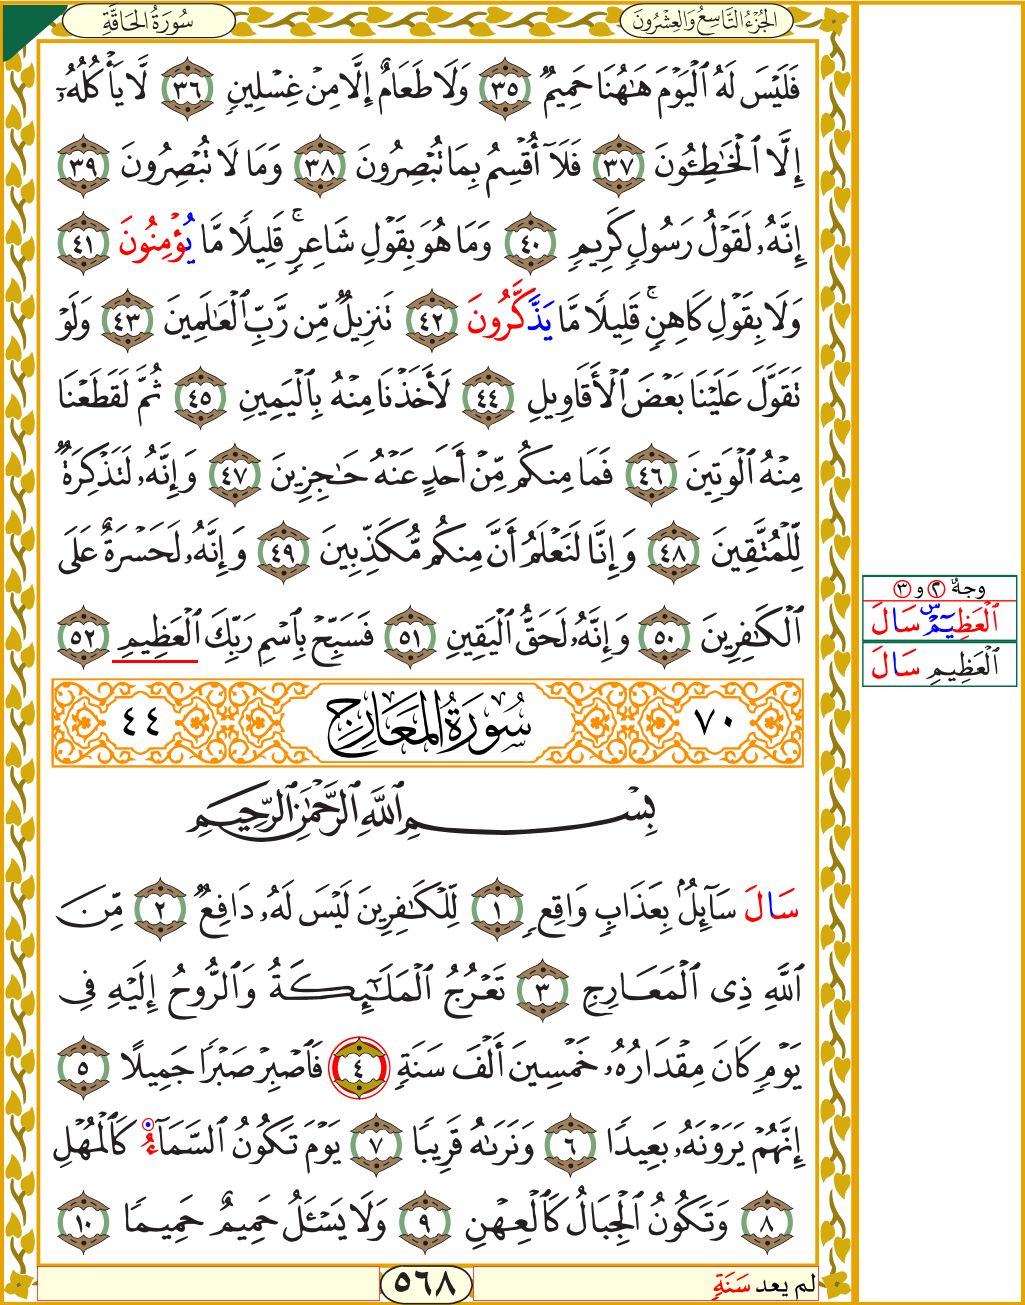 سُورَةُ الحَاقَّةِ
الجُزْءُ التَّاسِعُ وَالعِشْرُونَ
فَلَيْسَ لَهُ ٱلْيَوْمَ هَٰهُنَا حَمِيمٌ ٣٥ وَلَا طَعَامٌ إِلَّا مِنْ غِسْلِينٍ ٣٦ لَّا يَأْكُلُهُۥٓ
إِلَّا ٱلْخَٰطِـُٔونَ ٣٧ فَلَآ أُقْسِمُ بِمَا تُبْصِرُونَ ٣٨ وَمَا لَا تُبْصِرُونَ ٣٩
إِنَّهُۥ لَقَوْلُ رَسُولٍ كَرِيمٍ ٤٠ وَمَا هُوَ بِقَوْلِ شَاعِرٍ ۚ قَلِيلًا مَّا يُؤْمِنُونَ ٤١
وَلَا بِقَوْلِ كَاهِنٍ ۚ قَلِيلًا مَّا يَذَّكَّرُونَ ٤٢ تَنزِيلٌ مِّن رَّبِّ ٱلْعَٰلَمِينَ ٤٣ وَلَوْ
تَقَوَّلَ عَلَيْنَا بَعْضَ ٱلْأَقَاوِيلِ ٤٤ لَأَخَذْنَا مِنْهُ بِٱلْيَمِينِ ٤٥ ثُمَّ لَقَطَعْنَا
مِنْهُ ٱلْوَتِينَ ٤٦ فَمَا مِنكُم مِّنْ أَحَدٍ عَنْهُ حَٰجِزِينَ ٤٧ وَإِنَّهُۥ لَتَذْكِرَةٌ
لِّلْمُتَّقِينَ ٤٨ وَإِنَّا لَنَعْلَمُ أَنَّ مِنكُم مُّكَذِّبِينَ ٤٩ وَإِنَّهُۥ لَحَسْرَةٌ عَلَى
ٱلْكَٰفِرِينَ ٥٠ وَإِنَّهُۥ لَحَقُّ ٱلْيَقِينِ ٥١ فَسَبِّحْ بِٱسْمِ رَبِّكَ ٱلْعَظِيمِ ٥٢
٧٠ سُورَةُ المَعَارِجِ ٤٤
بِسْمِ ٱللَّهِ ٱلرَّحْمَٰنِ ٱلرَّحِيمِ
سَالَ سَآئِلٌۢ بِعَذَابٍ وَاقِعٍ ١ لِّلْكَٰفِرِينَ لَيْسَ لَهُۥ دَافِعٌ ٢ مِّنَ
ٱللَّهِ ذِى ٱلْمَعَارِجِ ٣ تَعْرُجُ ٱلْمَلَٰٓئِكَةُ وَٱلرُّوحُ إِلَيْهِ فِى
يَوْمٍ كَانَ مِقْدَارُهُۥ خَمْسِينَ أَلْفَ سَنَةٍ ٤ فَٱصْبِرْ صَبْرًا جَمِيلًا ٥
إِنَّهُمْ يَرَوْنَهُۥ بَعِيدًا ٦ وَنَرَىٰهُ قَرِيبًا ٧ يَوْمَ تَكُونُ ٱلسَّمَآءُ كَٱلْمُهْلِ
٨ وَتَكُونُ ٱلْجِبَالُ كَٱلْعِهْنِ ٩ وَلَا يَسْـَٔلُ حَمِيمٌ حَمِيمًا ١٠
لم يعد سَنَةٍ
٥٦٨
وجهٌ ٢ و ٣
ٱلْعَظِيمْ ۜ سَالَ
ٱلْعَظِيمِ سَالَ